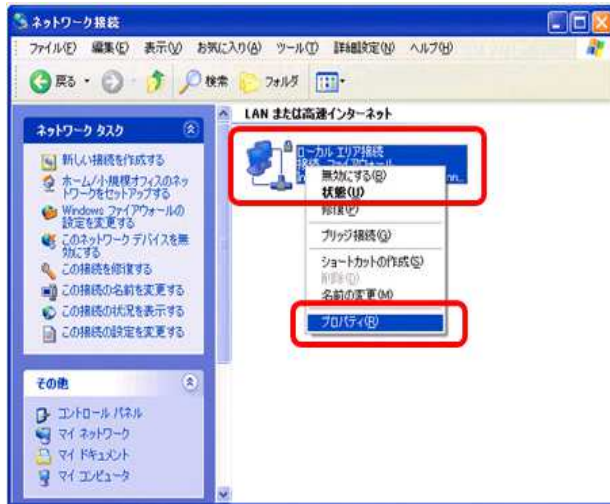 ネットワーク接続
ファイル(F) 編集(E) 表示(V) お気に入り(A) ツール(T) 詳細設定(N) ヘルプ(H)
戻る 検索 フォルダ
ネットワーク タスク
新しい接続を作成する
ホーム/小規模オフィスのネッ
トワークをセットアップする
Windows ファイアウォールの
設定を変更する
このネットワーク デバイスを無
効にする
この接続を修復する
この接続の名前を変更する
この接続の状況を表示する
この接続の設定を変更する
その他
コントロール パネル
マイ ネットワーク
マイ ドキュメント
マイ コンピュータ
LAN または高速インターネット
ローカル エリア接続
接続、ファイアウォール
無効にする(B)
状態(U)
修復(P)
ブリッジ接続(G)
ショートカットの作成(S)
削除(D)
名前の変更(M)
プロパティ(R)